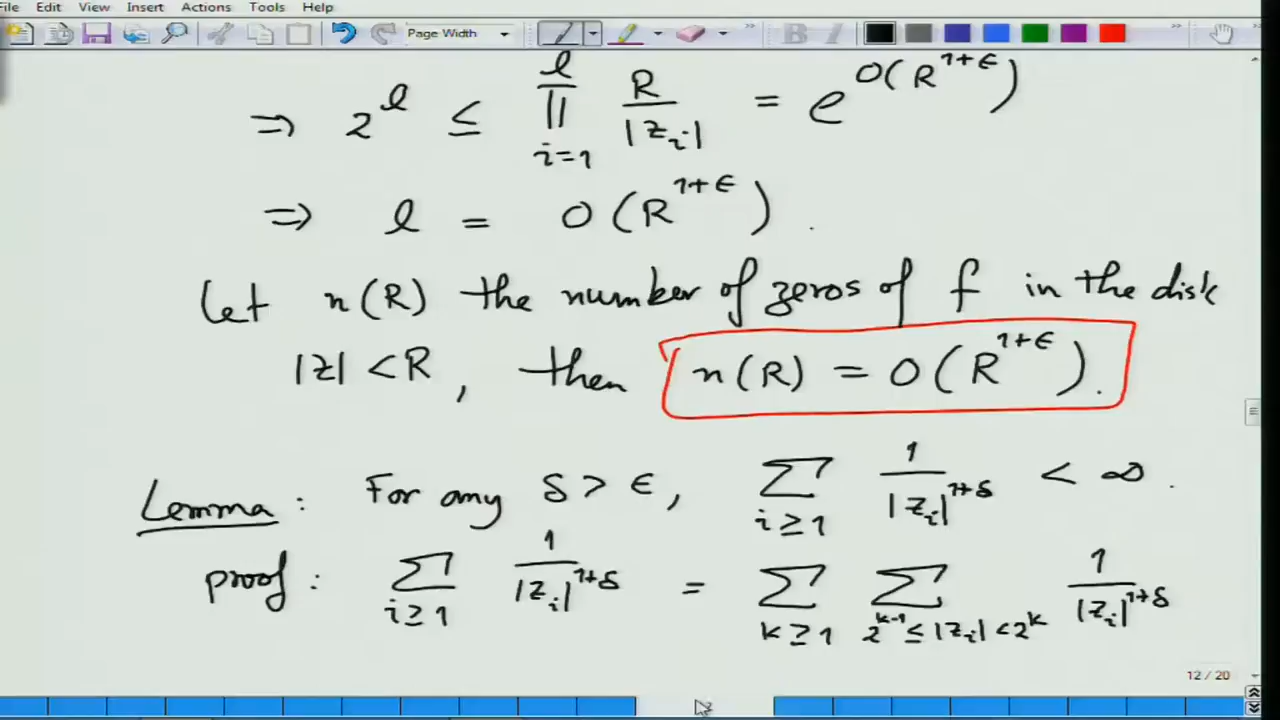 File Edit View Insert Actions Tools Help
Page Width
⇒ 2^l ≤ ∏_{i=1}^{l} R/|z_i| = e^{O(R^{1+ϵ})}
⇒ l = O(R^{1+ϵ}).
Let n(R) the number of zeros of f in the disk
|z| < R, then n(R) = O(R^{1+ϵ}).
Lemma: For any δ > ϵ, ∑_{i≥1} 1/|z_i|^{1+δ} < ∞.
proof: ∑_{i≥1} 1/|z_i|^{1+δ} = ∑_{k≥1} ∑_{2^{k-1}≤|z_i|<2^k} 1/|z_i|^{1+δ}
12 / 20